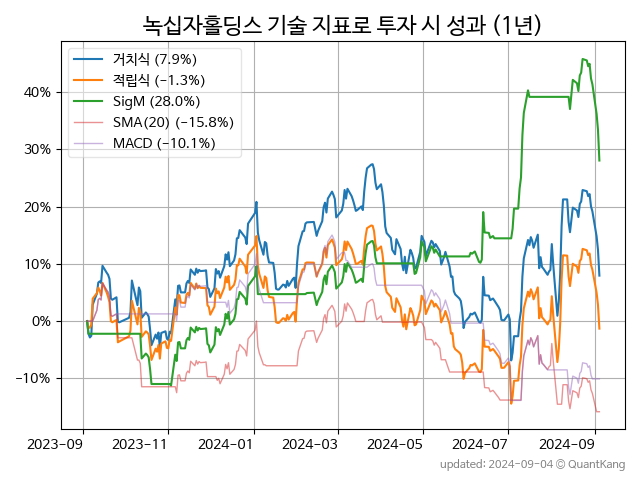 녹십자홀딩스 기술 지표로 투자 시 성과 (1년)
거치식 (7.9%)
적립식 (−1.3%)
SigM (28.0%)
SMA(20) (−15.8%)
MACD (−10.1%)
40%
30%
20%
10%
0%
−10%
2023-09 2023-11 2024-01 2024-03 2024-05 2024-07 2024-09
updated: 2024-09-04 © QuantKang